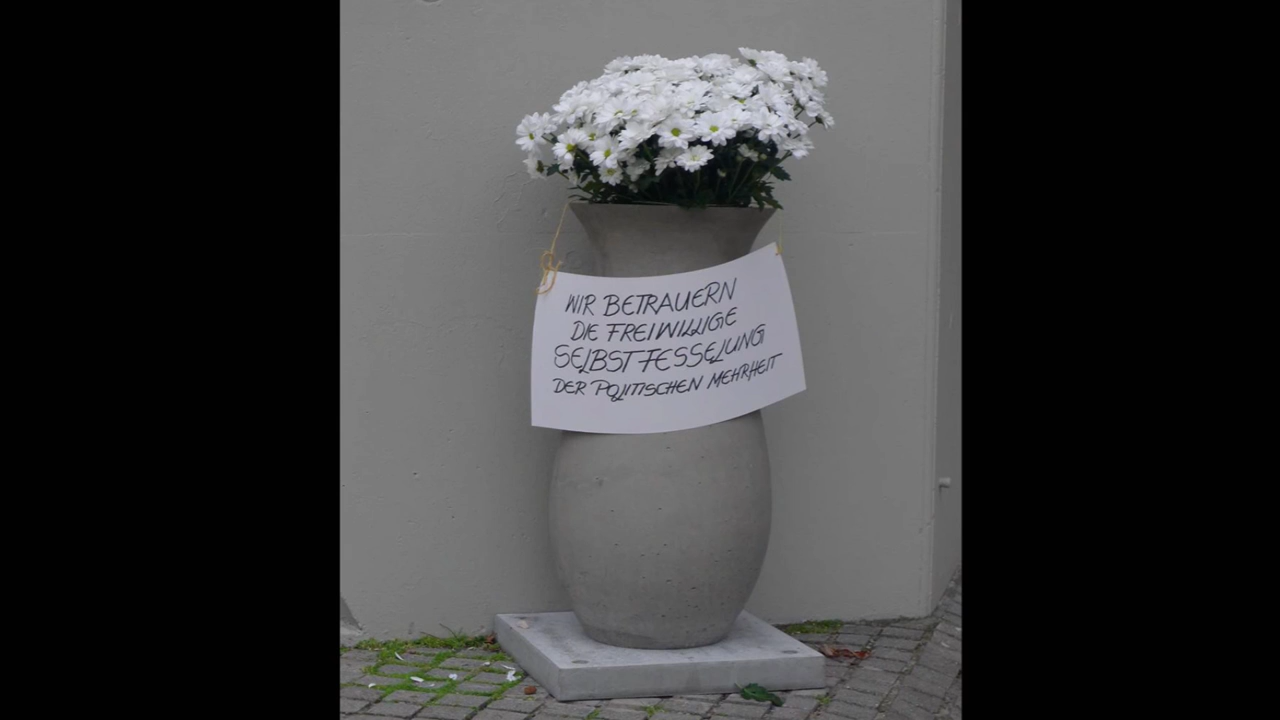 WIR BETRAUERN
DIE FREIWILLIGE
SELBSTFESSELUNG
DER POLITISCHEN MEHRHEIT